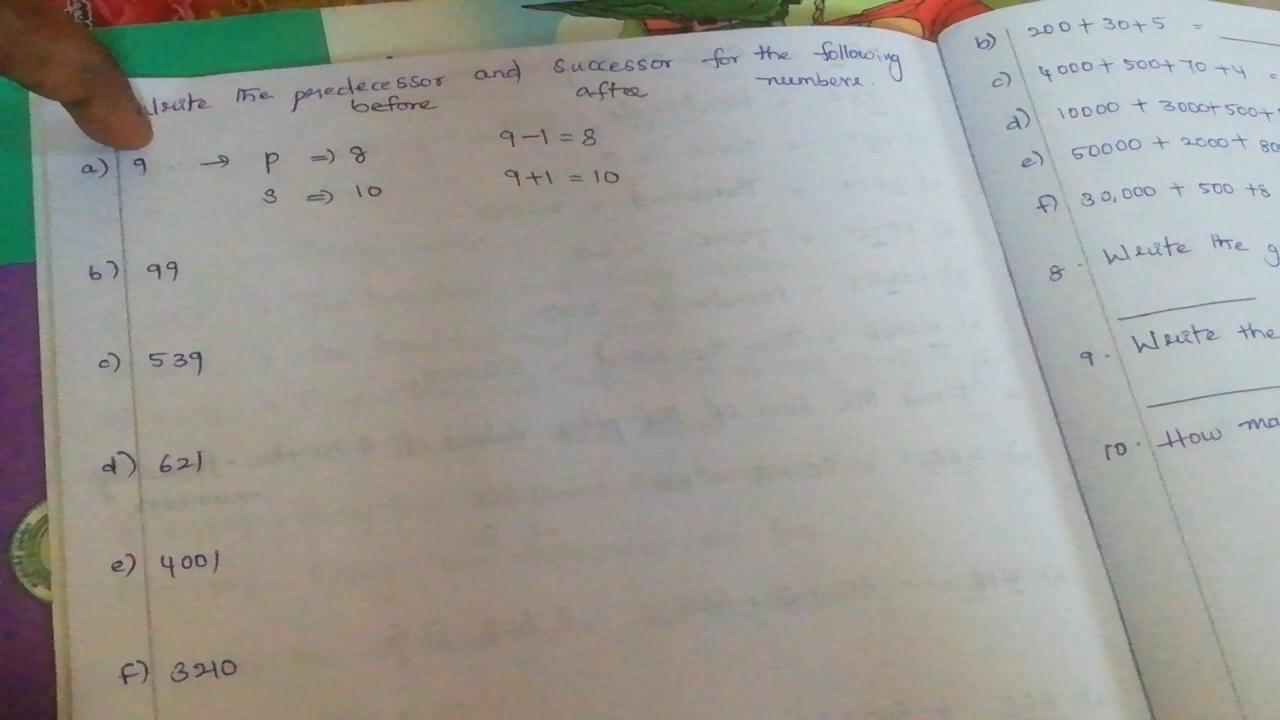 Write the predecessor and successor for the following
before after numbers.
a) 9 → p ⇒ 8 9-1=8
s ⇒ 10 9+1=10
b) 99
c) 539
d) 621
e) 4001
f) 3210
b) 200+30+5 =
c) 4000+500+70+4 =
d) 10000 + 3000+500+
e) 50000 + 2000+
f) 30,000 + 500 +8
8. Write the
9. Write the
10. How